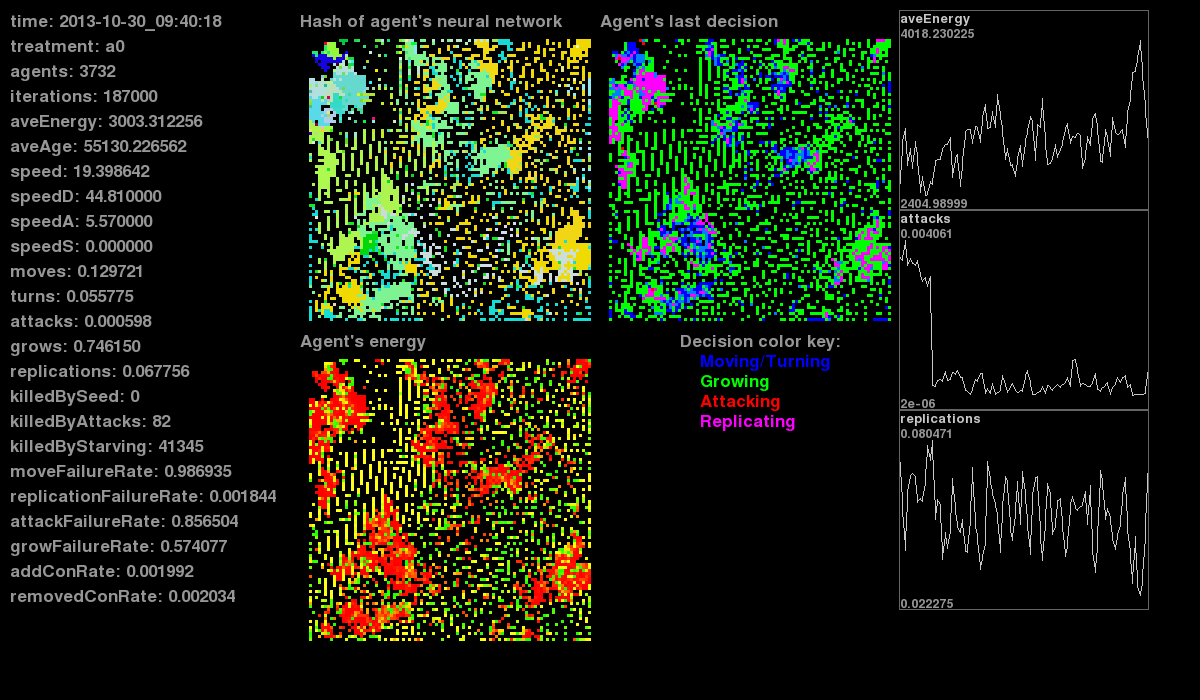 time: 2013-10-30_09:40:18
treatment: a0
agents: 3732
iterations: 187000
aveEnergy: 3003.312256
aveAge: 55130.226562
speed: 19.398642
speedD: 44.810000
speedA: 5.570000
speedS: 0.000000
moves: 0.129721
turns: 0.055775
attacks: 0.000598
grows: 0.746150
replications: 0.067756
killedBySeed: 0
killedByAttacks: 82
killedByStarving: 41345
moveFailureRate: 0.986935
replicationFailureRate: 0.001844
attackFailureRate: 0.856504
growFailureRate: 0.574077
addConRate: 0.001992
removedConRate: 0.002034
Hash of agent's neural network
Agent's last decision
Agent's energy
Decision color key:
Moving/Turning
Growing
Attacking
Replicating
aveEnergy
4018.230225
2404.98999
attacks
0.004061
2e-06
replications
0.080471
0.022275